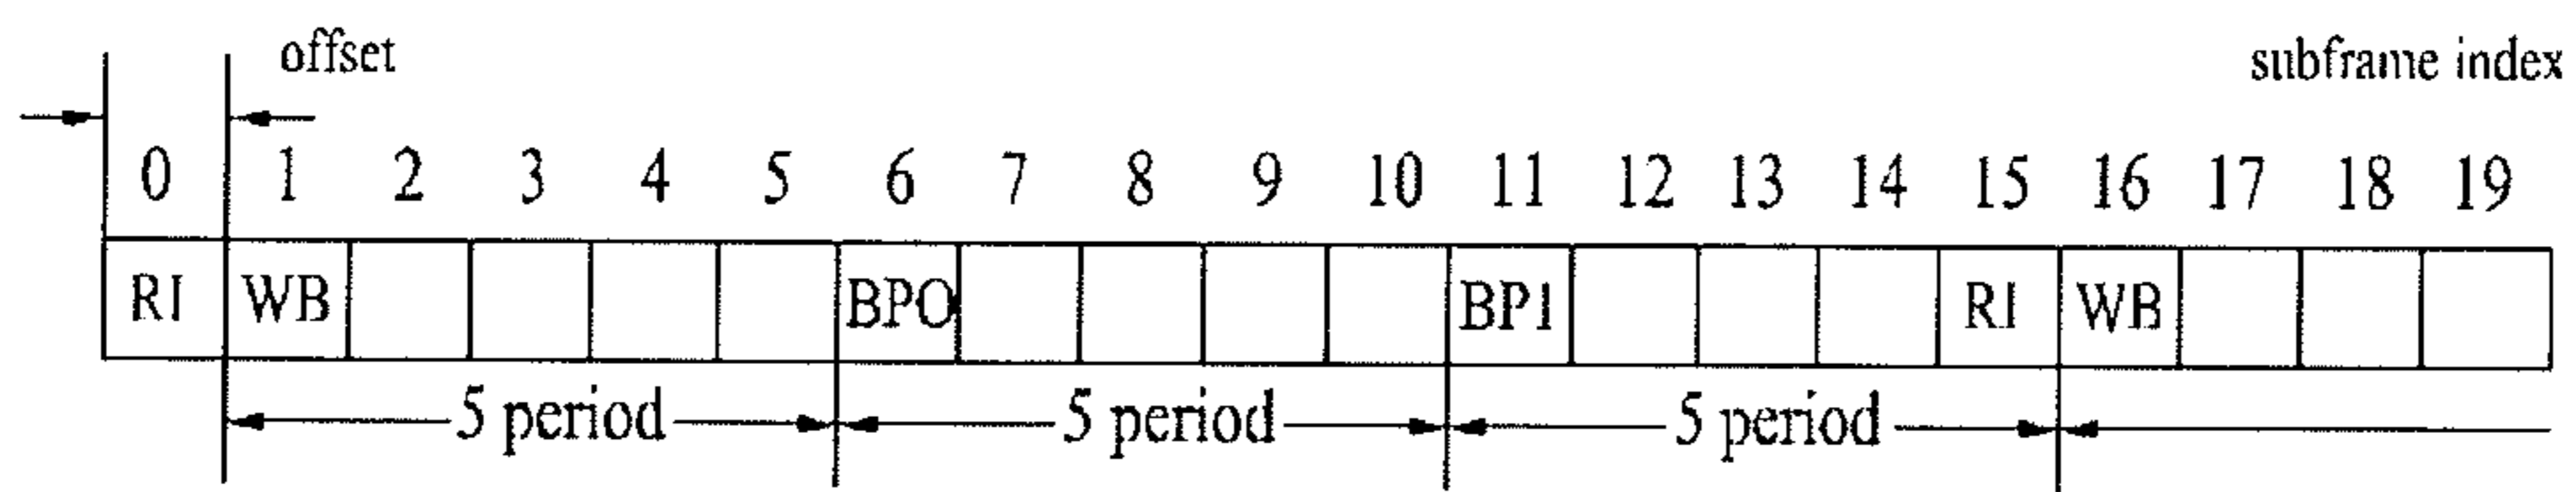 offset subframe index
0 1 2 3 4 5 6 7 8 9 10 11 12 13 14 15 16 17 18 19
RI WB BPO BP1 RI WB
5 period 5 period 5 period